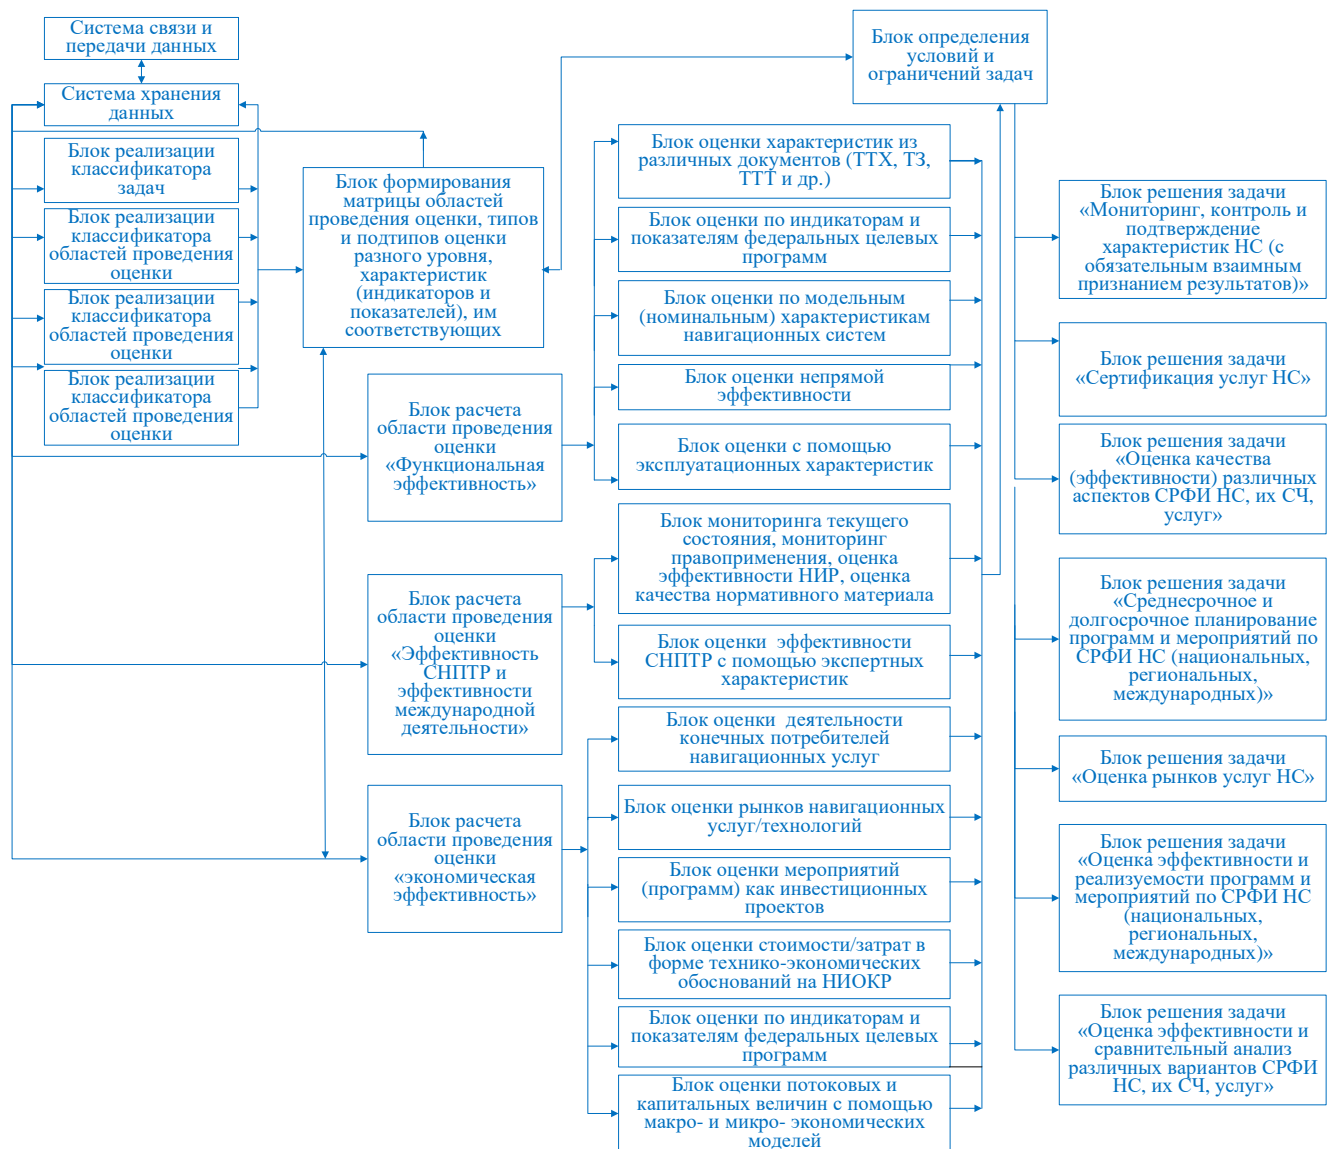 Система связи и
передачи данных
Система хранения
данных
Блок реализации
классификатора
задач
Блок реализации
классификатора
областей проведения
оценки
Блок реализации
классификатора
областей проведения
оценки
Блок реализации
классификатора
областей проведения
оценки
Блок формирования
матрицы областей
проведения оценки, типов
и подтипов оценки
разного уровня,
характеристик
(индикаторов и
показателей), им
соответствующих
Блок расчета
области проведения
оценки
«Функциональная
эффективность»
Блок расчета
области проведения
оценки
«Эффективность
СНПТР и
эффективности
международной
деятельности»
Блок расчета
области проведения
оценки
«экономическая
эффективность»
Блок определения
условий и
ограничений задач
Блок оценки характеристик из
различных документов (ТТХ, ТЗ,
ТТТ и др.)
Блок оценки по индикаторам и
показателям федеральных целевых
программ
Блок оценки по модельным
(номинальным) характеристикам
навигационных систем
Блок оценки непрямой
эффективности
Блок оценки с помощью
эксплуатационных характеристик
Блок мониторинга текущего
состояния, мониторинг
правоприменения, оценка
эффективности НИР, оценка
качества нормативного материала
Блок оценки эффективности
СНПТР с помощью экспертных
характеристик
Блок оценки деятельности
конечных потребителей
навигационных услуг
Блок оценки рынков навигационных
услуг/технологий
Блок оценки мероприятий
(программ) как инвестиционных
проектов
Блок оценки стоимости/затрат в
форме технико-экономических
обоснований на НИОКР
Блок оценки по индикаторам и
показателям федеральных целевых
программ
Блок оценки потоковых и
капитальных величин с помощью
макро- и микро- экономических
моделей
Блок решения задачи
«Мониторинг, контроль и
подтверждение
характеристик НС (с
обязательным взаимным
признанием результатов)»
Блок решения задачи
«Сертификация услуг НС»
Блок решения задачи
«Оценка качества
(эффективности) различных
аспектов СРФИ НС, их СЧ,
услуг»
Блок решения задачи
«Среднесрочное и
долгосрочное планирование
программ и мероприятий по
СРФИ НС (национальных,
региональных,
международных)»
Блок решения задачи
«Оценка рынков услуг НС»
Блок решения задачи
«Оценка эффективности и
реализуемости программ и
мероприятий по СРФИ НС
(национальных,
региональных,
международных)»
Блок решения задачи
«Оценка эффективности и
сравнительный анализ
различных вариантов СРФИ
НС, их СЧ, услуг»